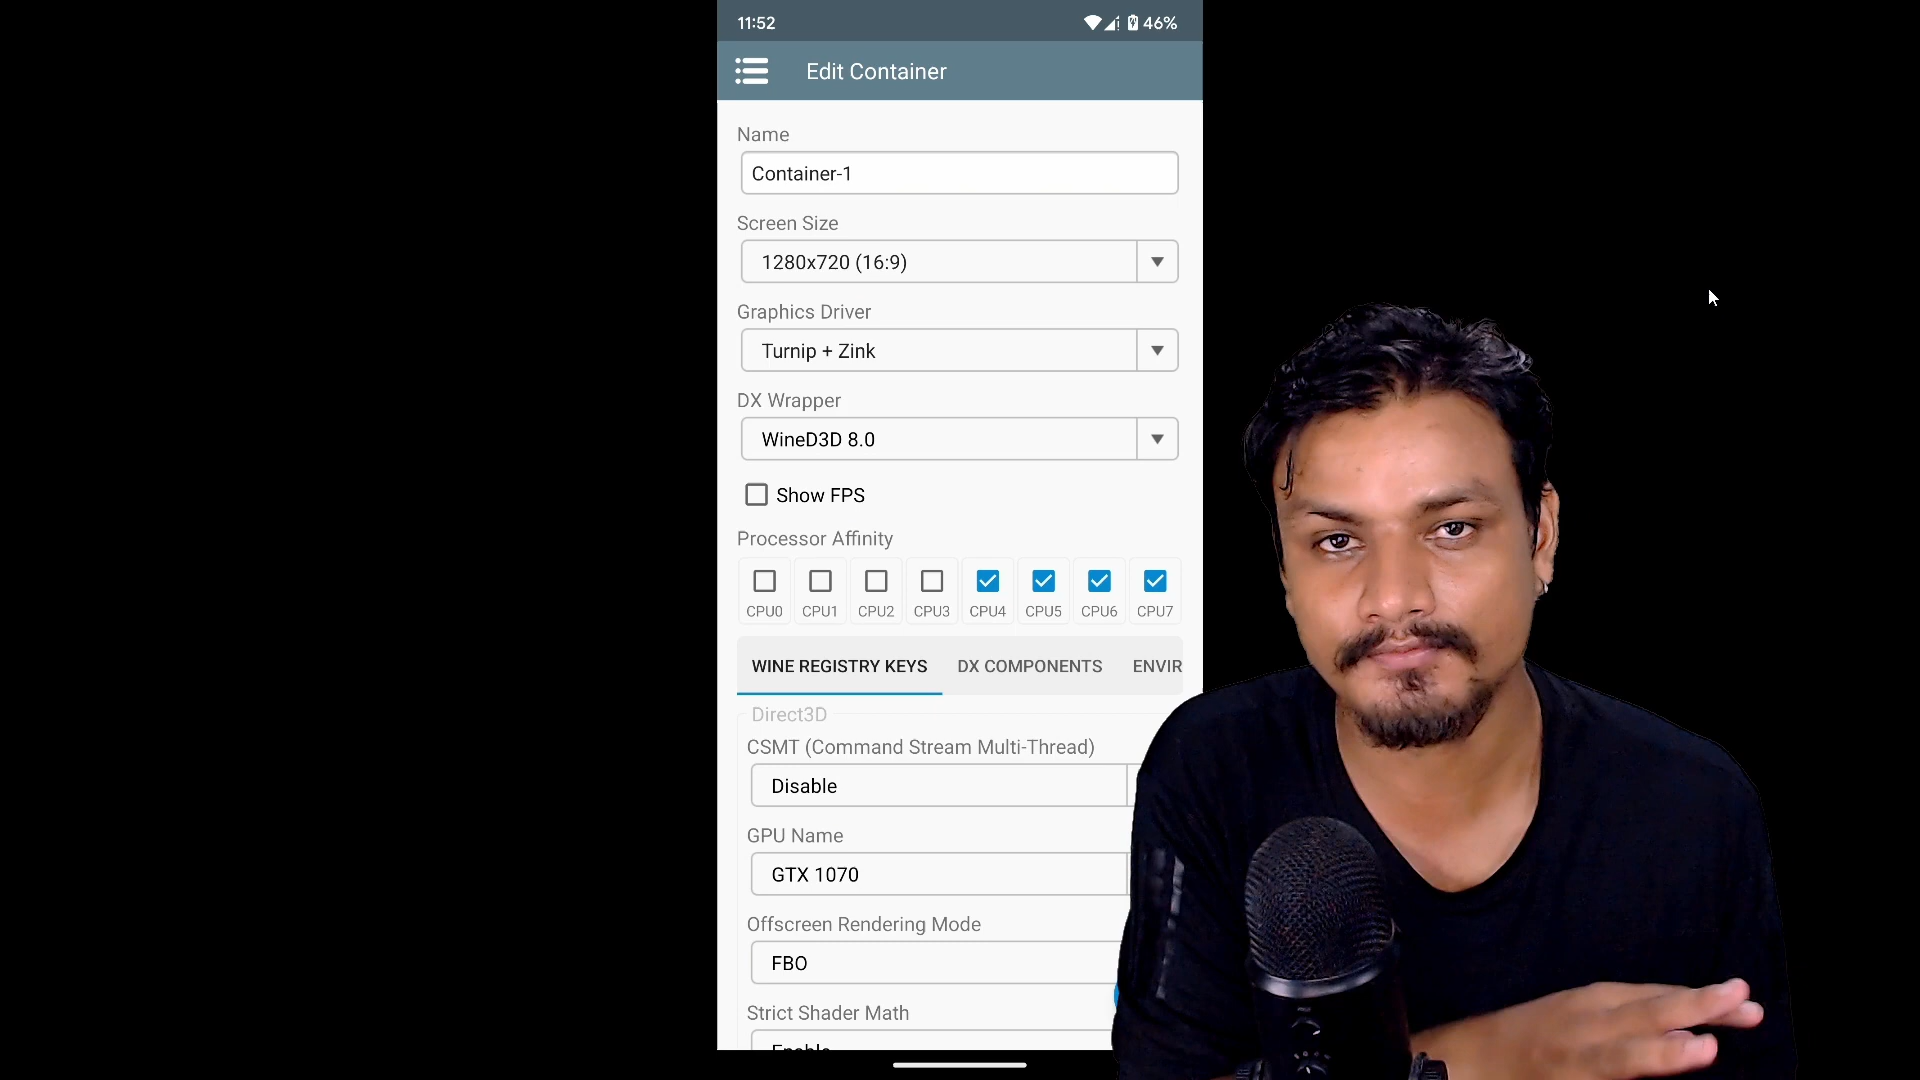 11:52
46%
Edit Container
Name
Container-1
Screen Size
1280x720 (16:9)
Graphics Driver
Turnip + Zink
DX Wrapper
WineD3D 8.0
Show FPS
Processor Affinity
CPU0 CPU1 CPU2 CPU3 CPU4 CPU5 CPU6 CPU7
WINE REGISTRY KEYS DX COMPONENTS ENVIR
Direct3D
CSMT (Command Stream Multi-Thread)
Disable
GPU Name
GTX 1070
Offscreen Rendering Mode
FBO
Strict Shader Math
Enable